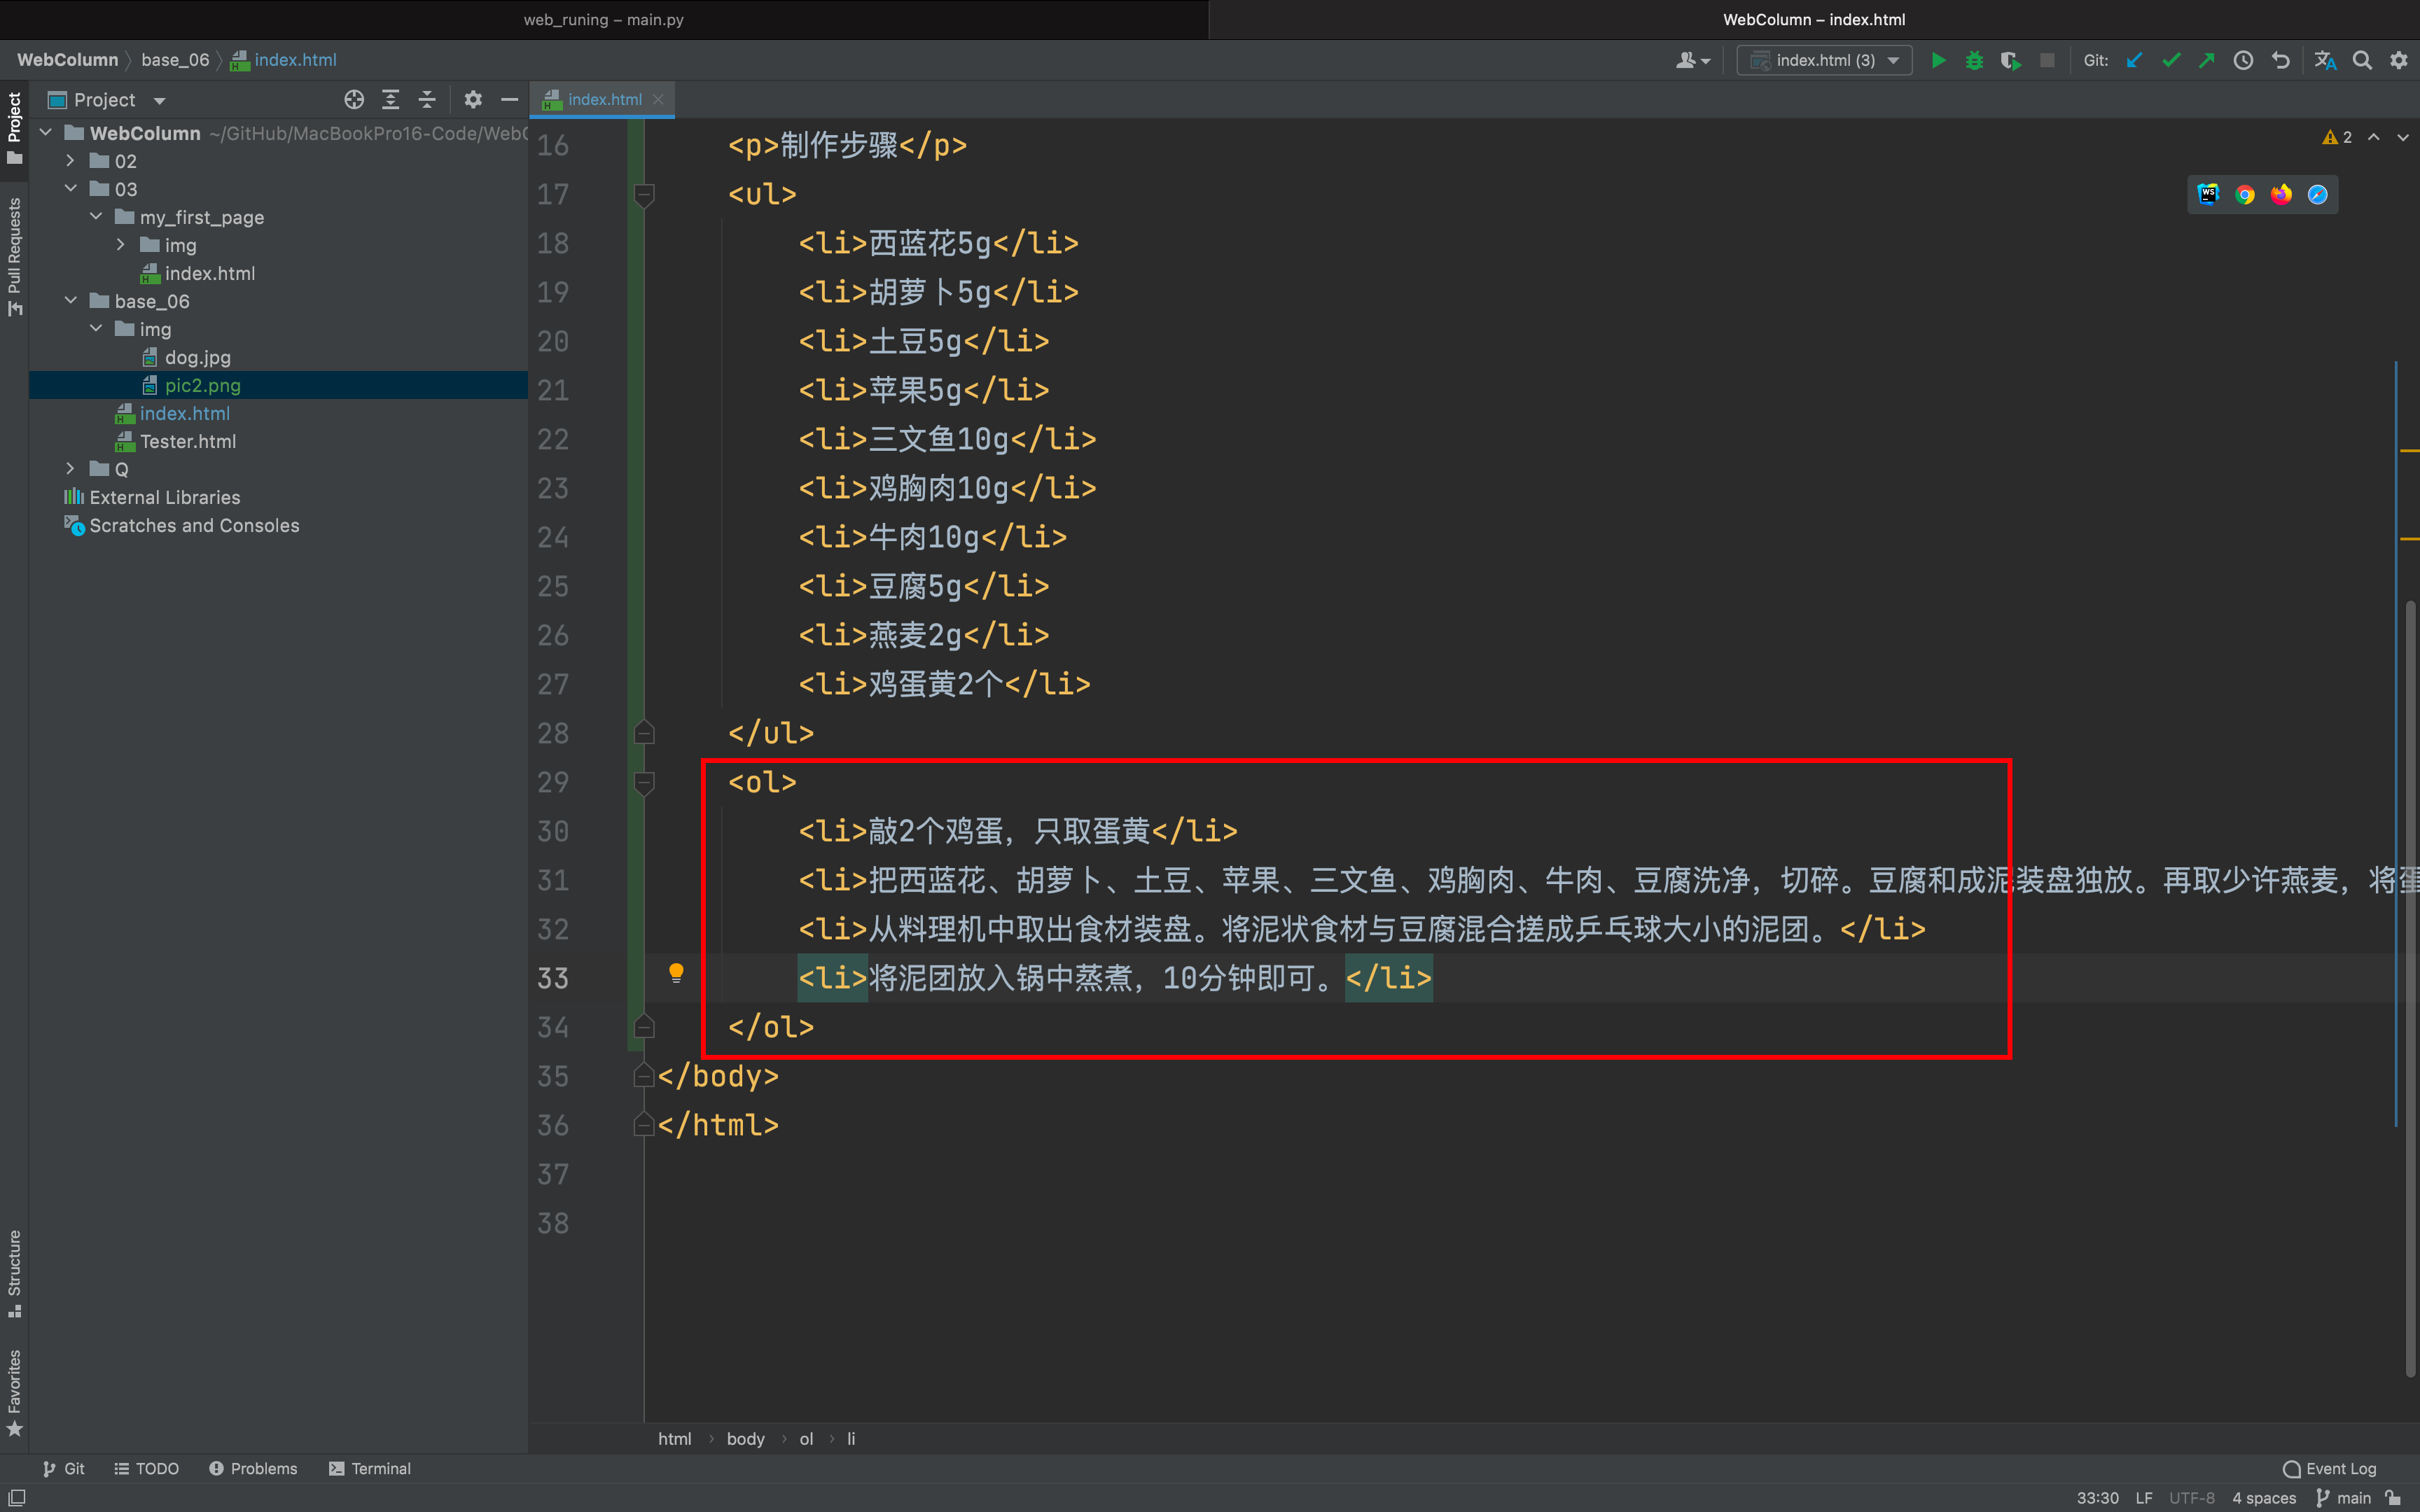 web_runing – main.py
WebColumn – index.html
WebColumn base_06 index.html
index.html (3)
Git:
Project
index.html
WebColumn ~/GitHub/MacBookPro16-Code/WebC
02
03
my_first_page
img
index.html
base_06
img
dog.jpg
pic2.png
index.html
Tester.html
Q
External Libraries
Scratches and Consoles
Project
Pull Requests
Structure
Favorites
2
16 <p>制作步骤</p>
17 <ul>
18 <li>西蓝花5g</li>
19 <li>胡萝卜5g</li>
20 <li>土豆5g</li>
21 <li>苹果5g</li>
22 <li>三文鱼10g</li>
23 <li>鸡胸肉10g</li>
24 <li>牛肉10g</li>
25 <li>豆腐5g</li>
26 <li>燕麦2g</li>
27 <li>鸡蛋黄2个</li>
28 </ul>
29 <ol>
30 <li>敲2个鸡蛋，只取蛋黄</li>
31 <li>把西蓝花、胡萝卜、土豆、苹果、三文鱼、鸡胸肉、牛肉、豆腐洗净，切碎。豆腐和成泥装盘独放。再取少许燕麦，将蛋
32 <li>从料理机中取出食材装盘。将泥状食材与豆腐混合搓成乒乓球大小的泥团。</li>
33 <li>将泥团放入锅中蒸煮，10分钟即可。</li>
34 </ol>
35 </body>
36 </html>
37
38
html body ol li
Git TODO Problems Terminal
Event Log
33:30 LF UTF-8 4 spaces main